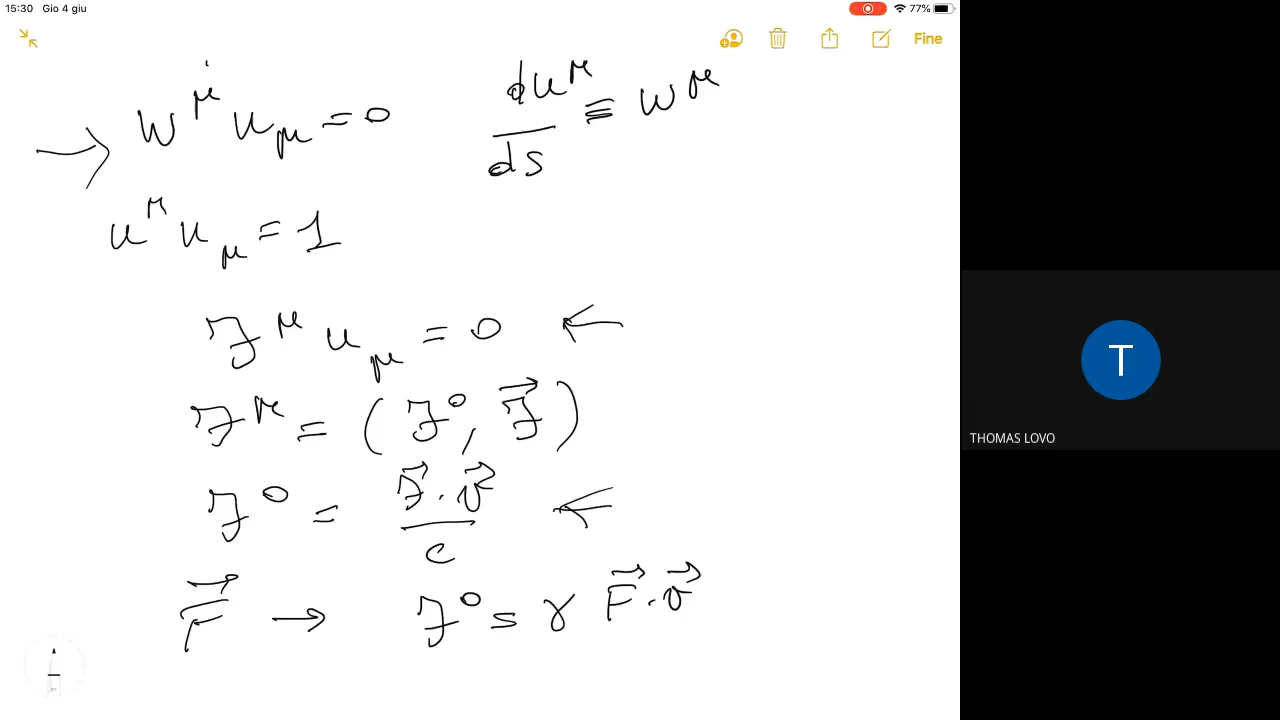 15:30 Gio 4 giu 77%
Fine
w^μ u_μ = 0   du^μ/ds ≡ w^μ
u^μ u_μ = 1
ℱ^μ u_μ = 0 ←
ℱ^μ = (ℱ^0, ℱ⃗)
ℱ^0 = ℱ⃗ · v⃗ / c ←
F⃗ → ℱ^0 = γ F⃗ · v⃗
T
THOMAS LOVO